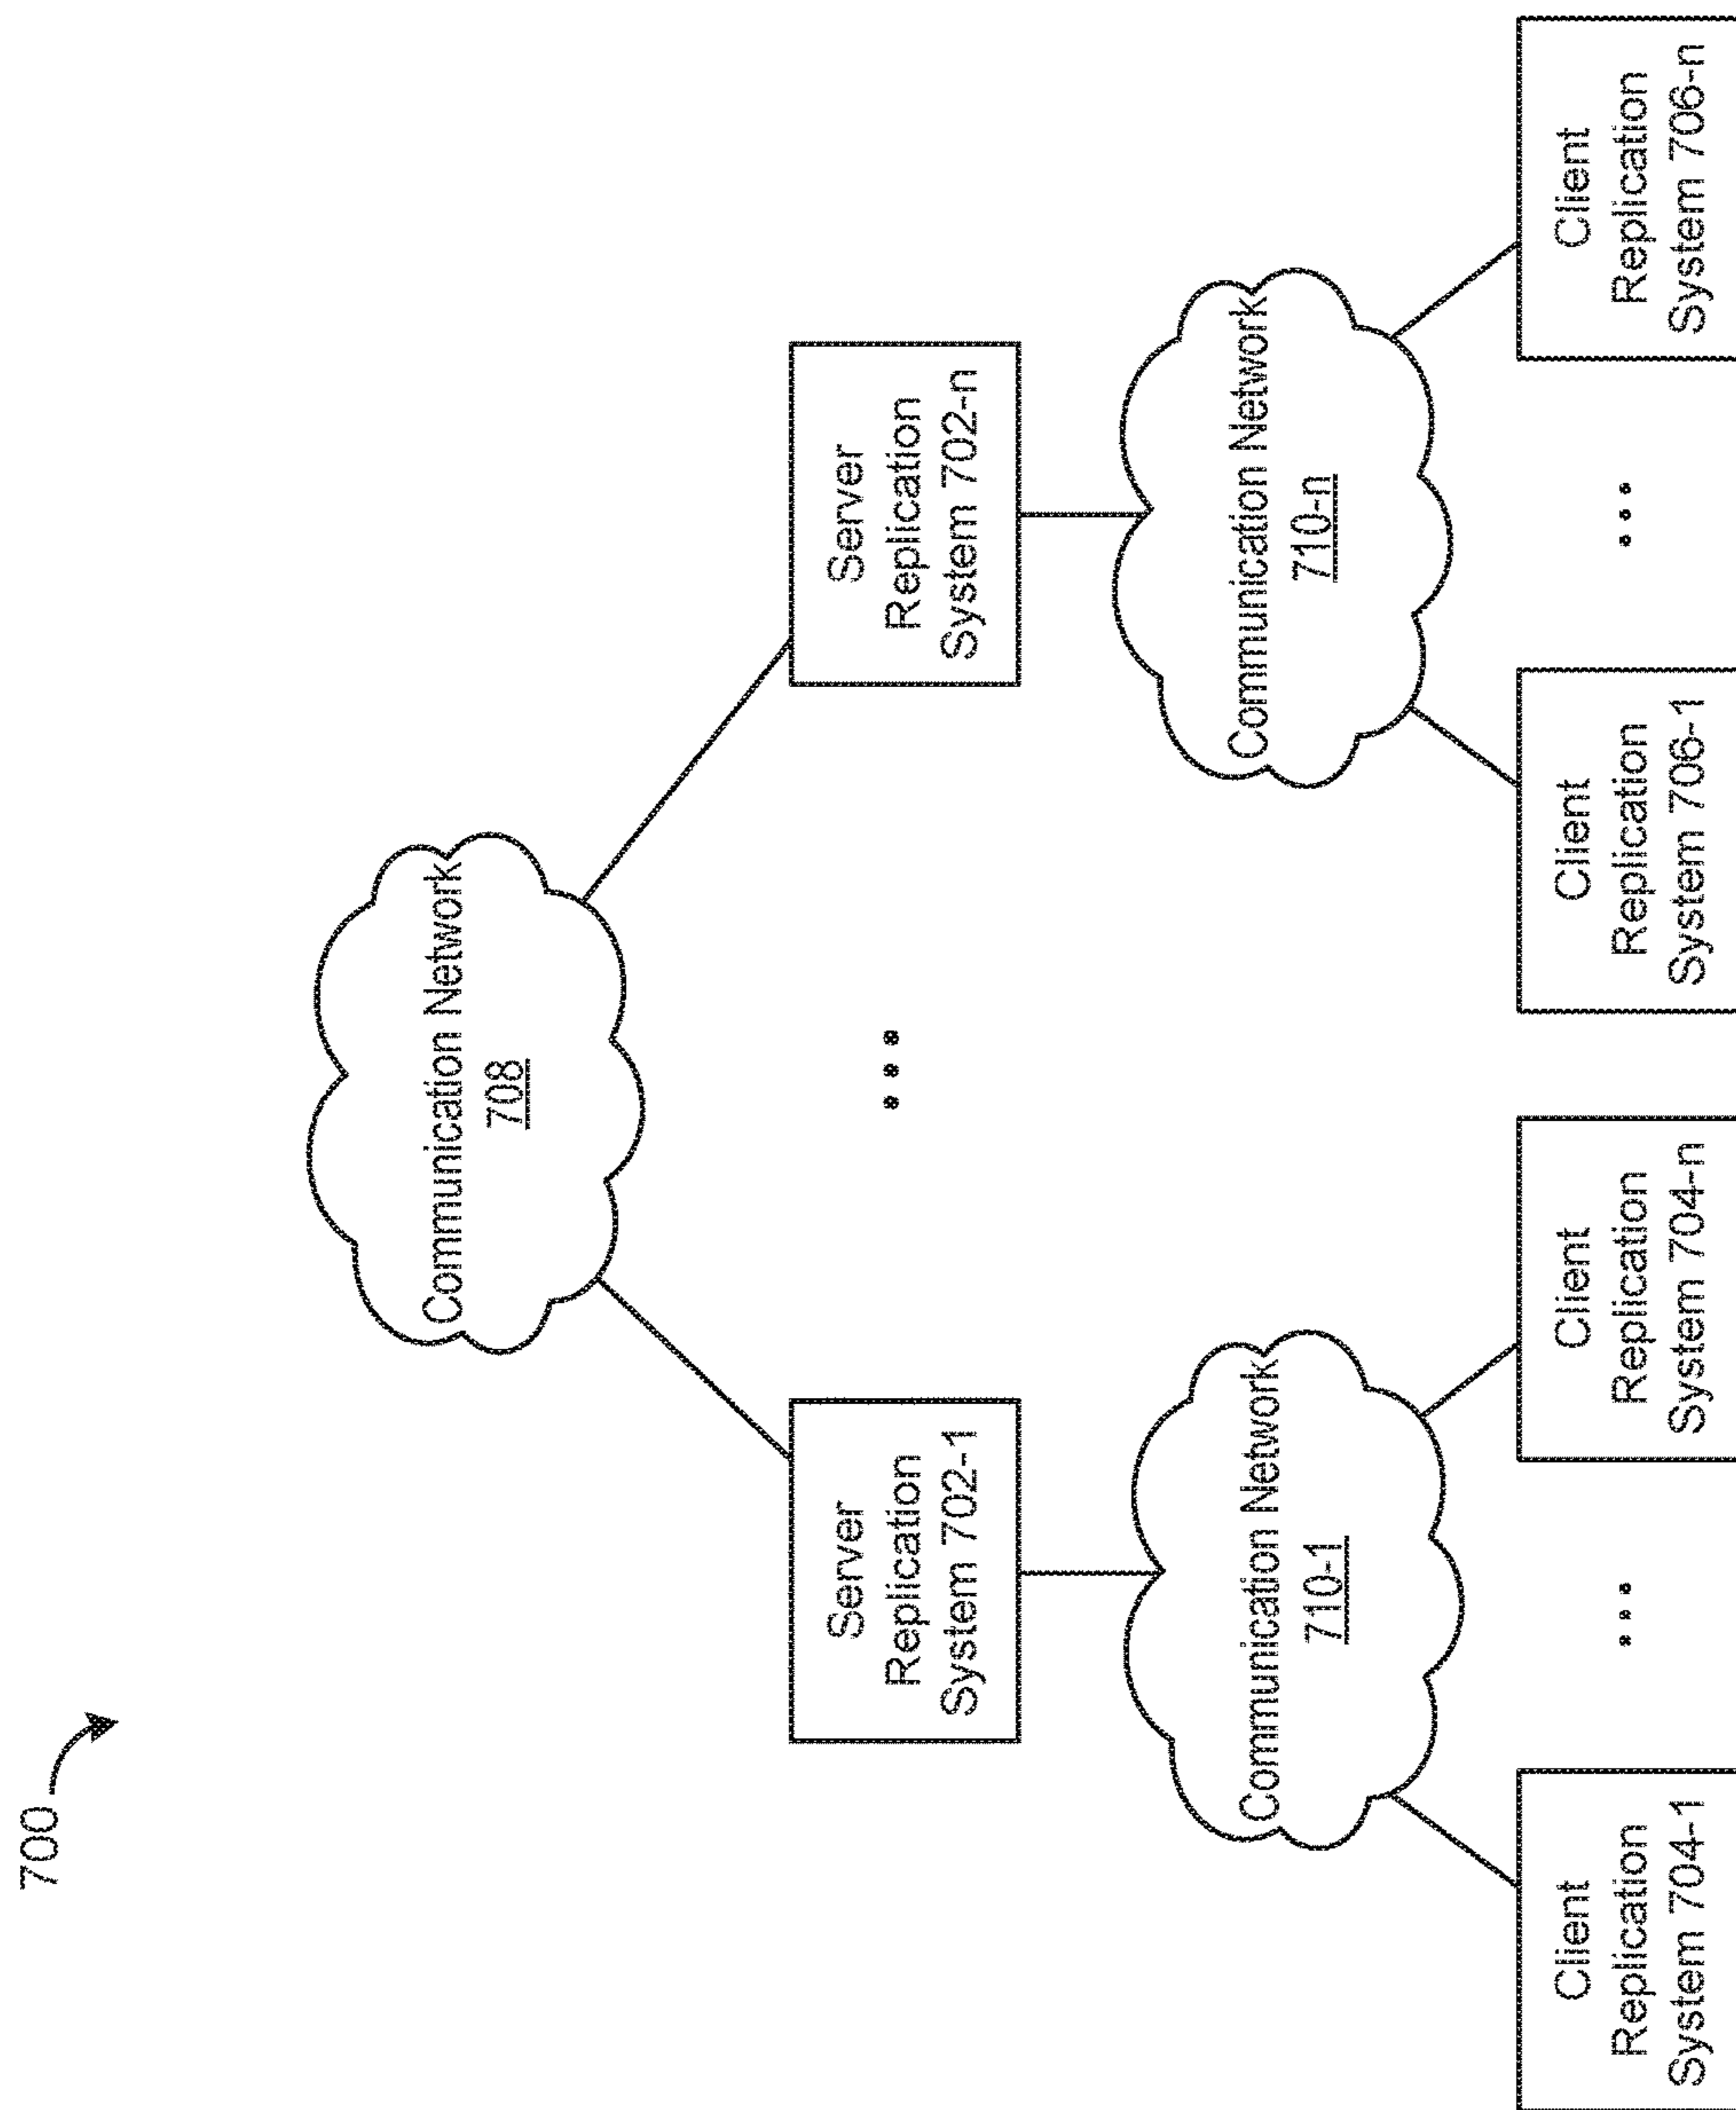 700
Communication Network
708
Server
Replication
System 702-1
...
Server
Replication
System 702-n
Communication Network
710-1
Communication Network
710-n
Client
Replication
System 704-1
...
Client
Replication
System 704-n
Client
Replication
System 706-1
...
Client
Replication
System 706-n